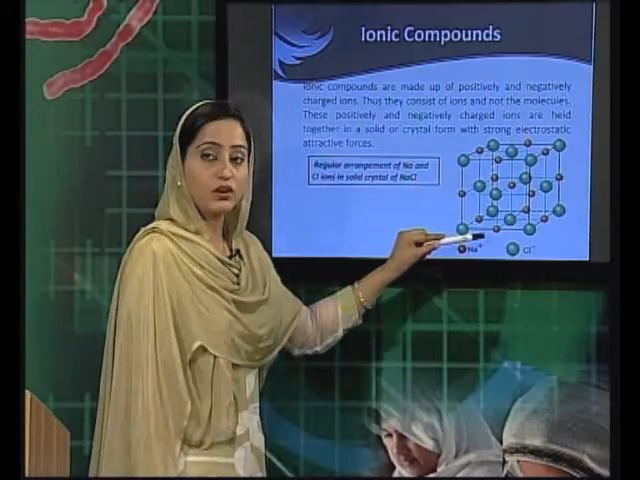 Ionic Compounds
Ionic compounds are made up of positively and negatively
charged ions. Thus they consist of ions and not the molecules.
These positively and negatively charged ions are held
together in a solid or crystal form with strong electrostatic
attractive forces.
Regular arrangement of Na and
Cl ions in solid crystal of NaCl
Na⁺ Cl⁻